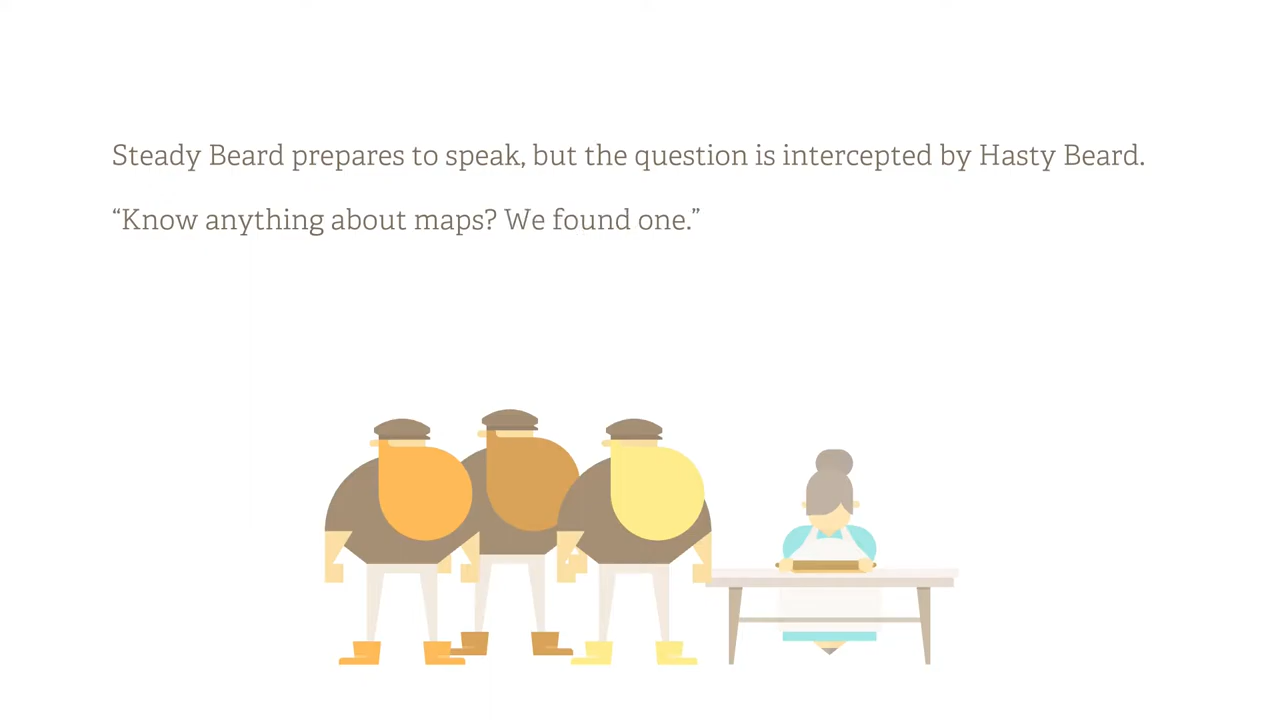 Steady Beard prepares to speak, but the question is intercepted by Hasty Beard.
“Know anything about maps? We found one.”